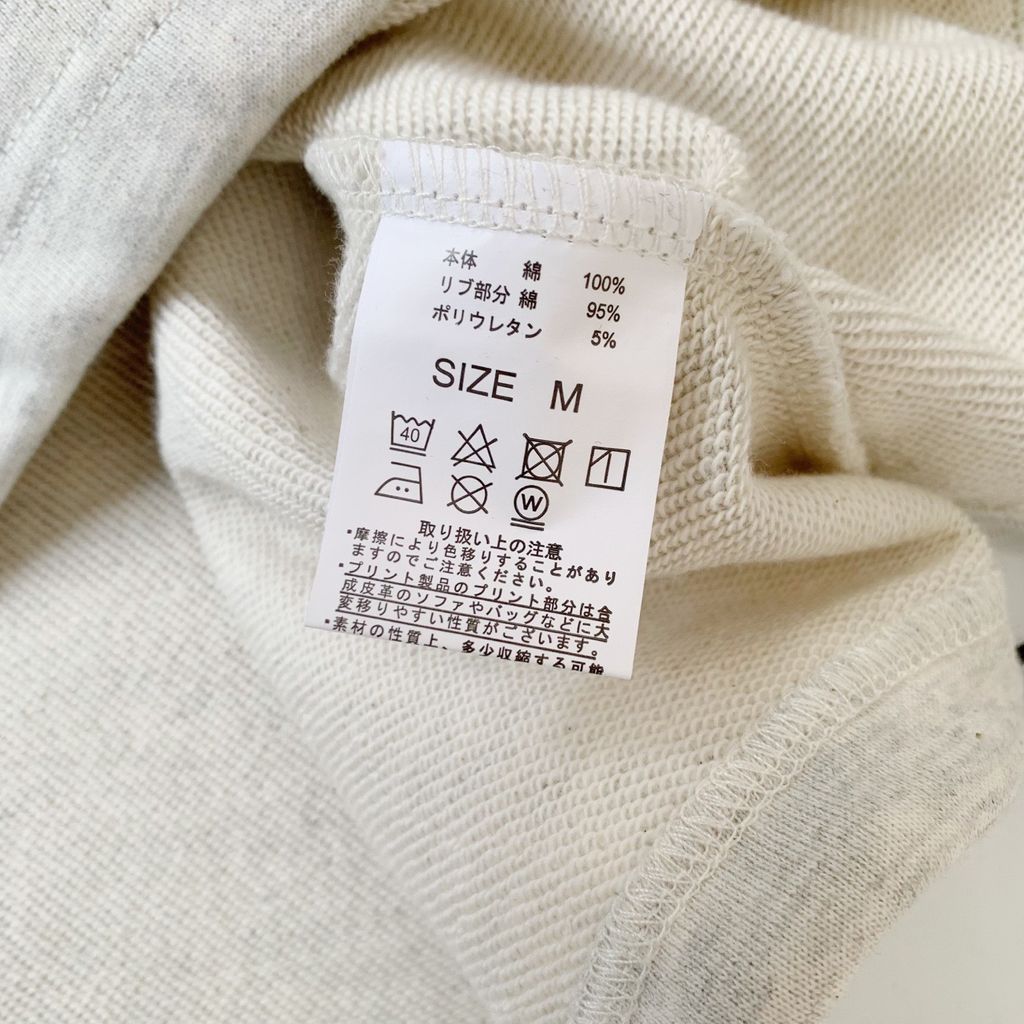 本体 綿 100%
リブ部分 綿 95%
ポリウレタン 5%
SIZE M
40
W
取り扱い上の注意
・摩擦により色移りすることがあり
ますのでご注意ください。
・プリント製品のプリント部分は合
成皮革のソファやバッグなどに大
変移りやすい性質がございます。
・素材の性質上、多少収縮する可能